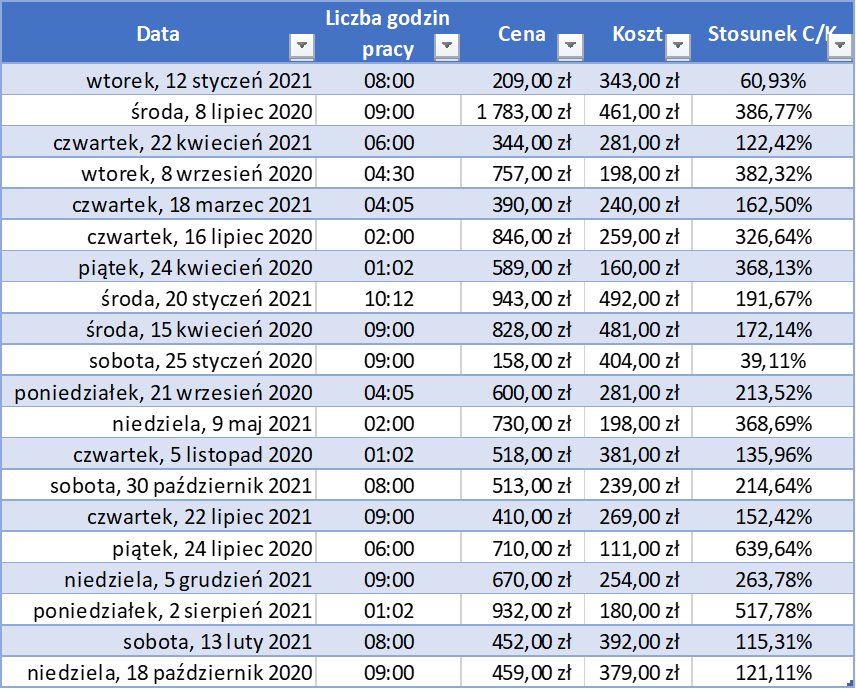 Data Liczba godzin pracy Cena Koszt Stosunek C/K
wtorek, 12 styczeń 2021 08:00 209,00 zł 343,00 zł 60,93%
środa, 8 lipiec 2020 09:00 1 783,00 zł 461,00 zł 386,77%
czwartek, 22 kwiecień 2021 06:00 344,00 zł 281,00 zł 122,42%
wtorek, 8 wrzesień 2020 04:30 757,00 zł 198,00 zł 382,32%
czwartek, 18 marzec 2021 04:05 390,00 zł 240,00 zł 162,50%
czwartek, 16 lipiec 2020 02:00 846,00 zł 259,00 zł 326,64%
piątek, 24 kwiecień 2020 01:02 589,00 zł 160,00 zł 368,13%
środa, 20 styczeń 2021 10:12 943,00 zł 492,00 zł 191,67%
środa, 15 kwiecień 2020 09:00 828,00 zł 481,00 zł 172,14%
sobota, 25 styczeń 2020 09:00 158,00 zł 404,00 zł 39,11%
poniedziałek, 21 wrzesień 2020 04:05 600,00 zł 281,00 zł 213,52%
niedziela, 9 maj 2021 02:00 730,00 zł 198,00 zł 368,69%
czwartek, 5 listopad 2020 01:02 518,00 zł 381,00 zł 135,96%
sobota, 30 październik 2021 08:00 513,00 zł 239,00 zł 214,64%
czwartek, 22 lipiec 2021 09:00 410,00 zł 269,00 zł 152,42%
piątek, 24 lipiec 2020 06:00 710,00 zł 111,00 zł 639,64%
niedziela, 5 grudzień 2021 09:00 670,00 zł 254,00 zł 263,78%
poniedziałek, 2 sierpień 2021 01:02 932,00 zł 180,00 zł 517,78%
sobota, 13 luty 2021 08:00 452,00 zł 392,00 zł 115,31%
niedziela, 18 październik 2020 09:00 459,00 zł 379,00 zł 121,11%